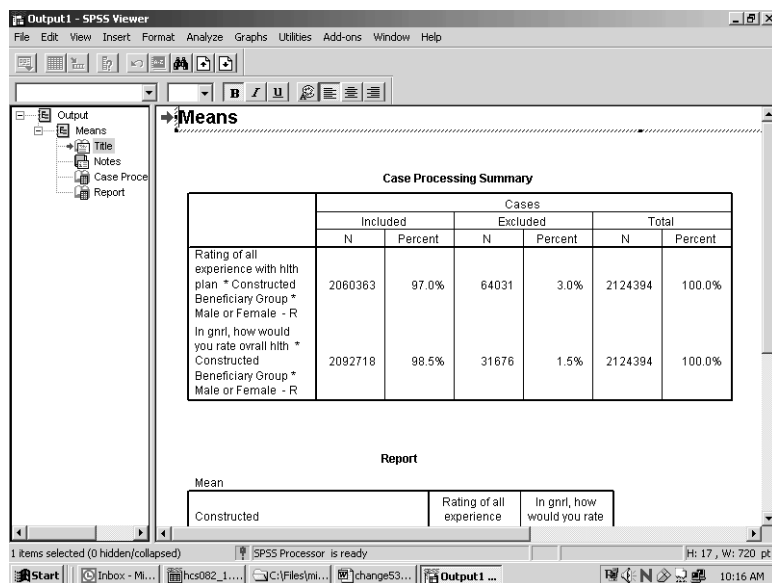 Output1 - SPSS Viewer
File Edit View Insert Format Analyze Graphs Utilities Add-ons Window Help
B I U
Output
Means
Title
Notes
Case Proce
Report
Means
Case Processing Summary
Cases
Included Excluded Total
N Percent N Percent N Percent
Rating of all
experience with hlth
plan * Constructed
Beneficiary Group *
Male or Female - R
2060363 97.0% 64031 3.0% 2124394 100.0%
In gnrl, how would
you rate ovrall hlth *
Constructed
Beneficiary Group *
Male or Female - R
2092718 98.5% 31676 1.5% 2124394 100.0%
Report
Mean
Constructed
Rating of all
experience
In gnrl, how
would you rate
1 items selected (0 hidden/collapsed) SPSS Processor is ready H: 17 , W: 720 pt
Start Inbox - Mi... hcs082_1.... C:\Files\mi... change53... Output1 ... N 10:16 AM